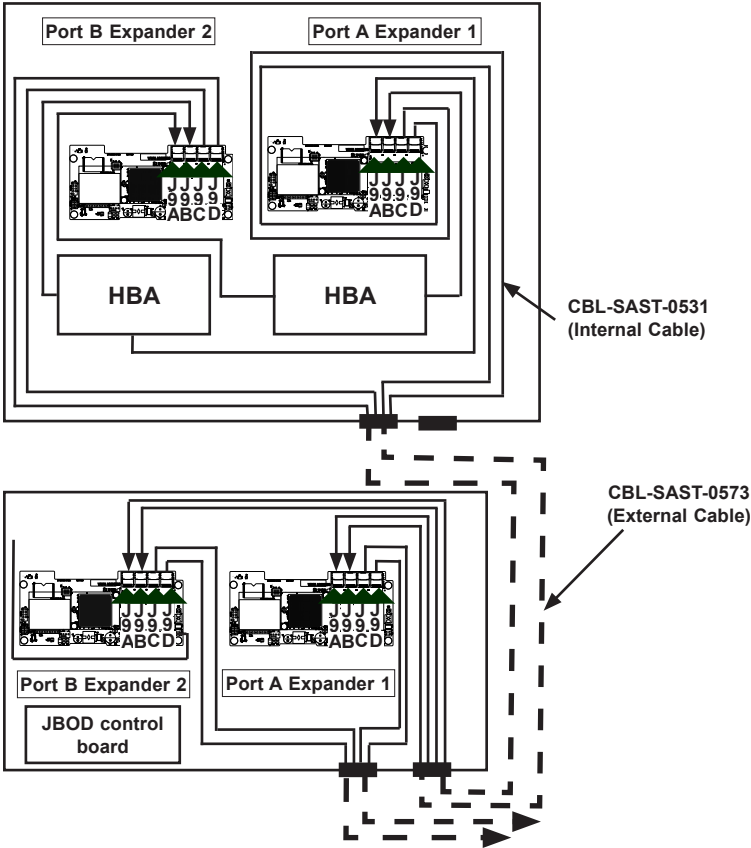 Port B Expander 2
Port A Expander 1
J J J J
9 9 9 9
A B C D
J J J J
9 9 9 9
A B C D
HBA
HBA
CBL-SAST-0531
(Internal Cable)
CBL-SAST-0573
(External Cable)
J J J J
9 9 9 9
A B C D
J J J J
9 9 9 9
A B C D
Port B Expander 2
Port A Expander 1
JBOD control
board